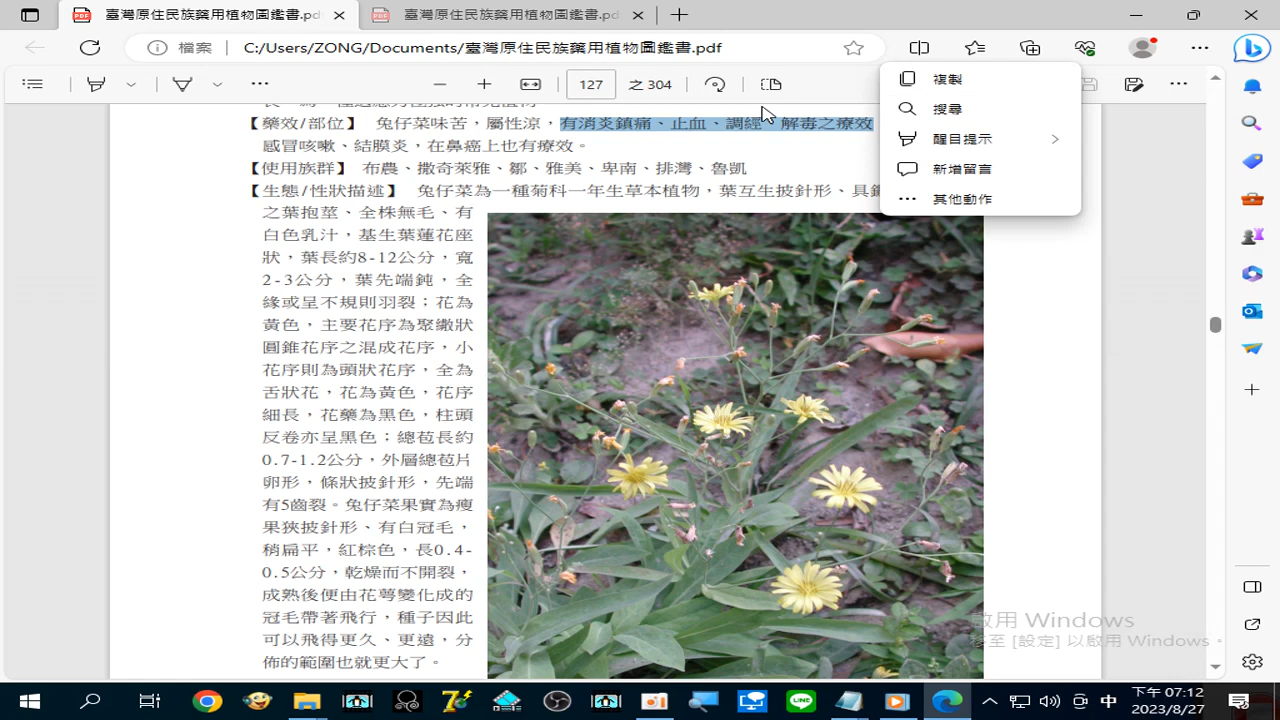 臺灣原住民族藥用植物圖鑑書.pdf
臺灣原住民族藥用植物圖鑑書.pdf
檔案
C:/Users/ZONG/Documents/臺灣原住民族藥用植物圖鑑書.pdf
127 之 304
複製
搜尋
醒目提示
新增留言
其他動作
【藥效/部位】 兔仔菜味苦，屬性涼，有消炎鎮痛、止血、調經、解毒之療效
感冒咳嗽、結膜炎，在鼻癌上也有療效。
【使用族群】 布農、撒奇萊雅、鄒、雅美、卑南、排灣、魯凱
【生態/性狀描述】 兔仔菜為一種菊科一年生草本植物，葉互生披針形、具
之葉抱莖、全株無毛、有
白色乳汁，基生葉蓮花座
狀，葉長約8-12公分，寬
2-3公分，葉先端鈍，全
緣或呈不規則羽裂；花為
黃色，主要花序為聚繖狀
圓錐花序之混成花序，小
花序則為頭狀花序，全為
舌狀花，花為黃色，花序
細長，花藥為黑色，柱頭
反卷亦呈黑色；總苞長約
0.7-1.2公分，外層總苞片
卵形，條狀披針形，先端
有5齒裂。兔仔菜果實為瘦
果狹披針形、有白冠毛，
稍扁平，紅棕色，長0.4-
0.5公分，乾燥而不開裂，
成熟後便由花萼變化成的
冠毛帶著飛行，種子因此
可以飛得更久、更遠，分
佈的範圍也就更大了。
啟用 Windows
移至 [設定] 以啟用 Windows。
中
下午 07:12
2023/8/27